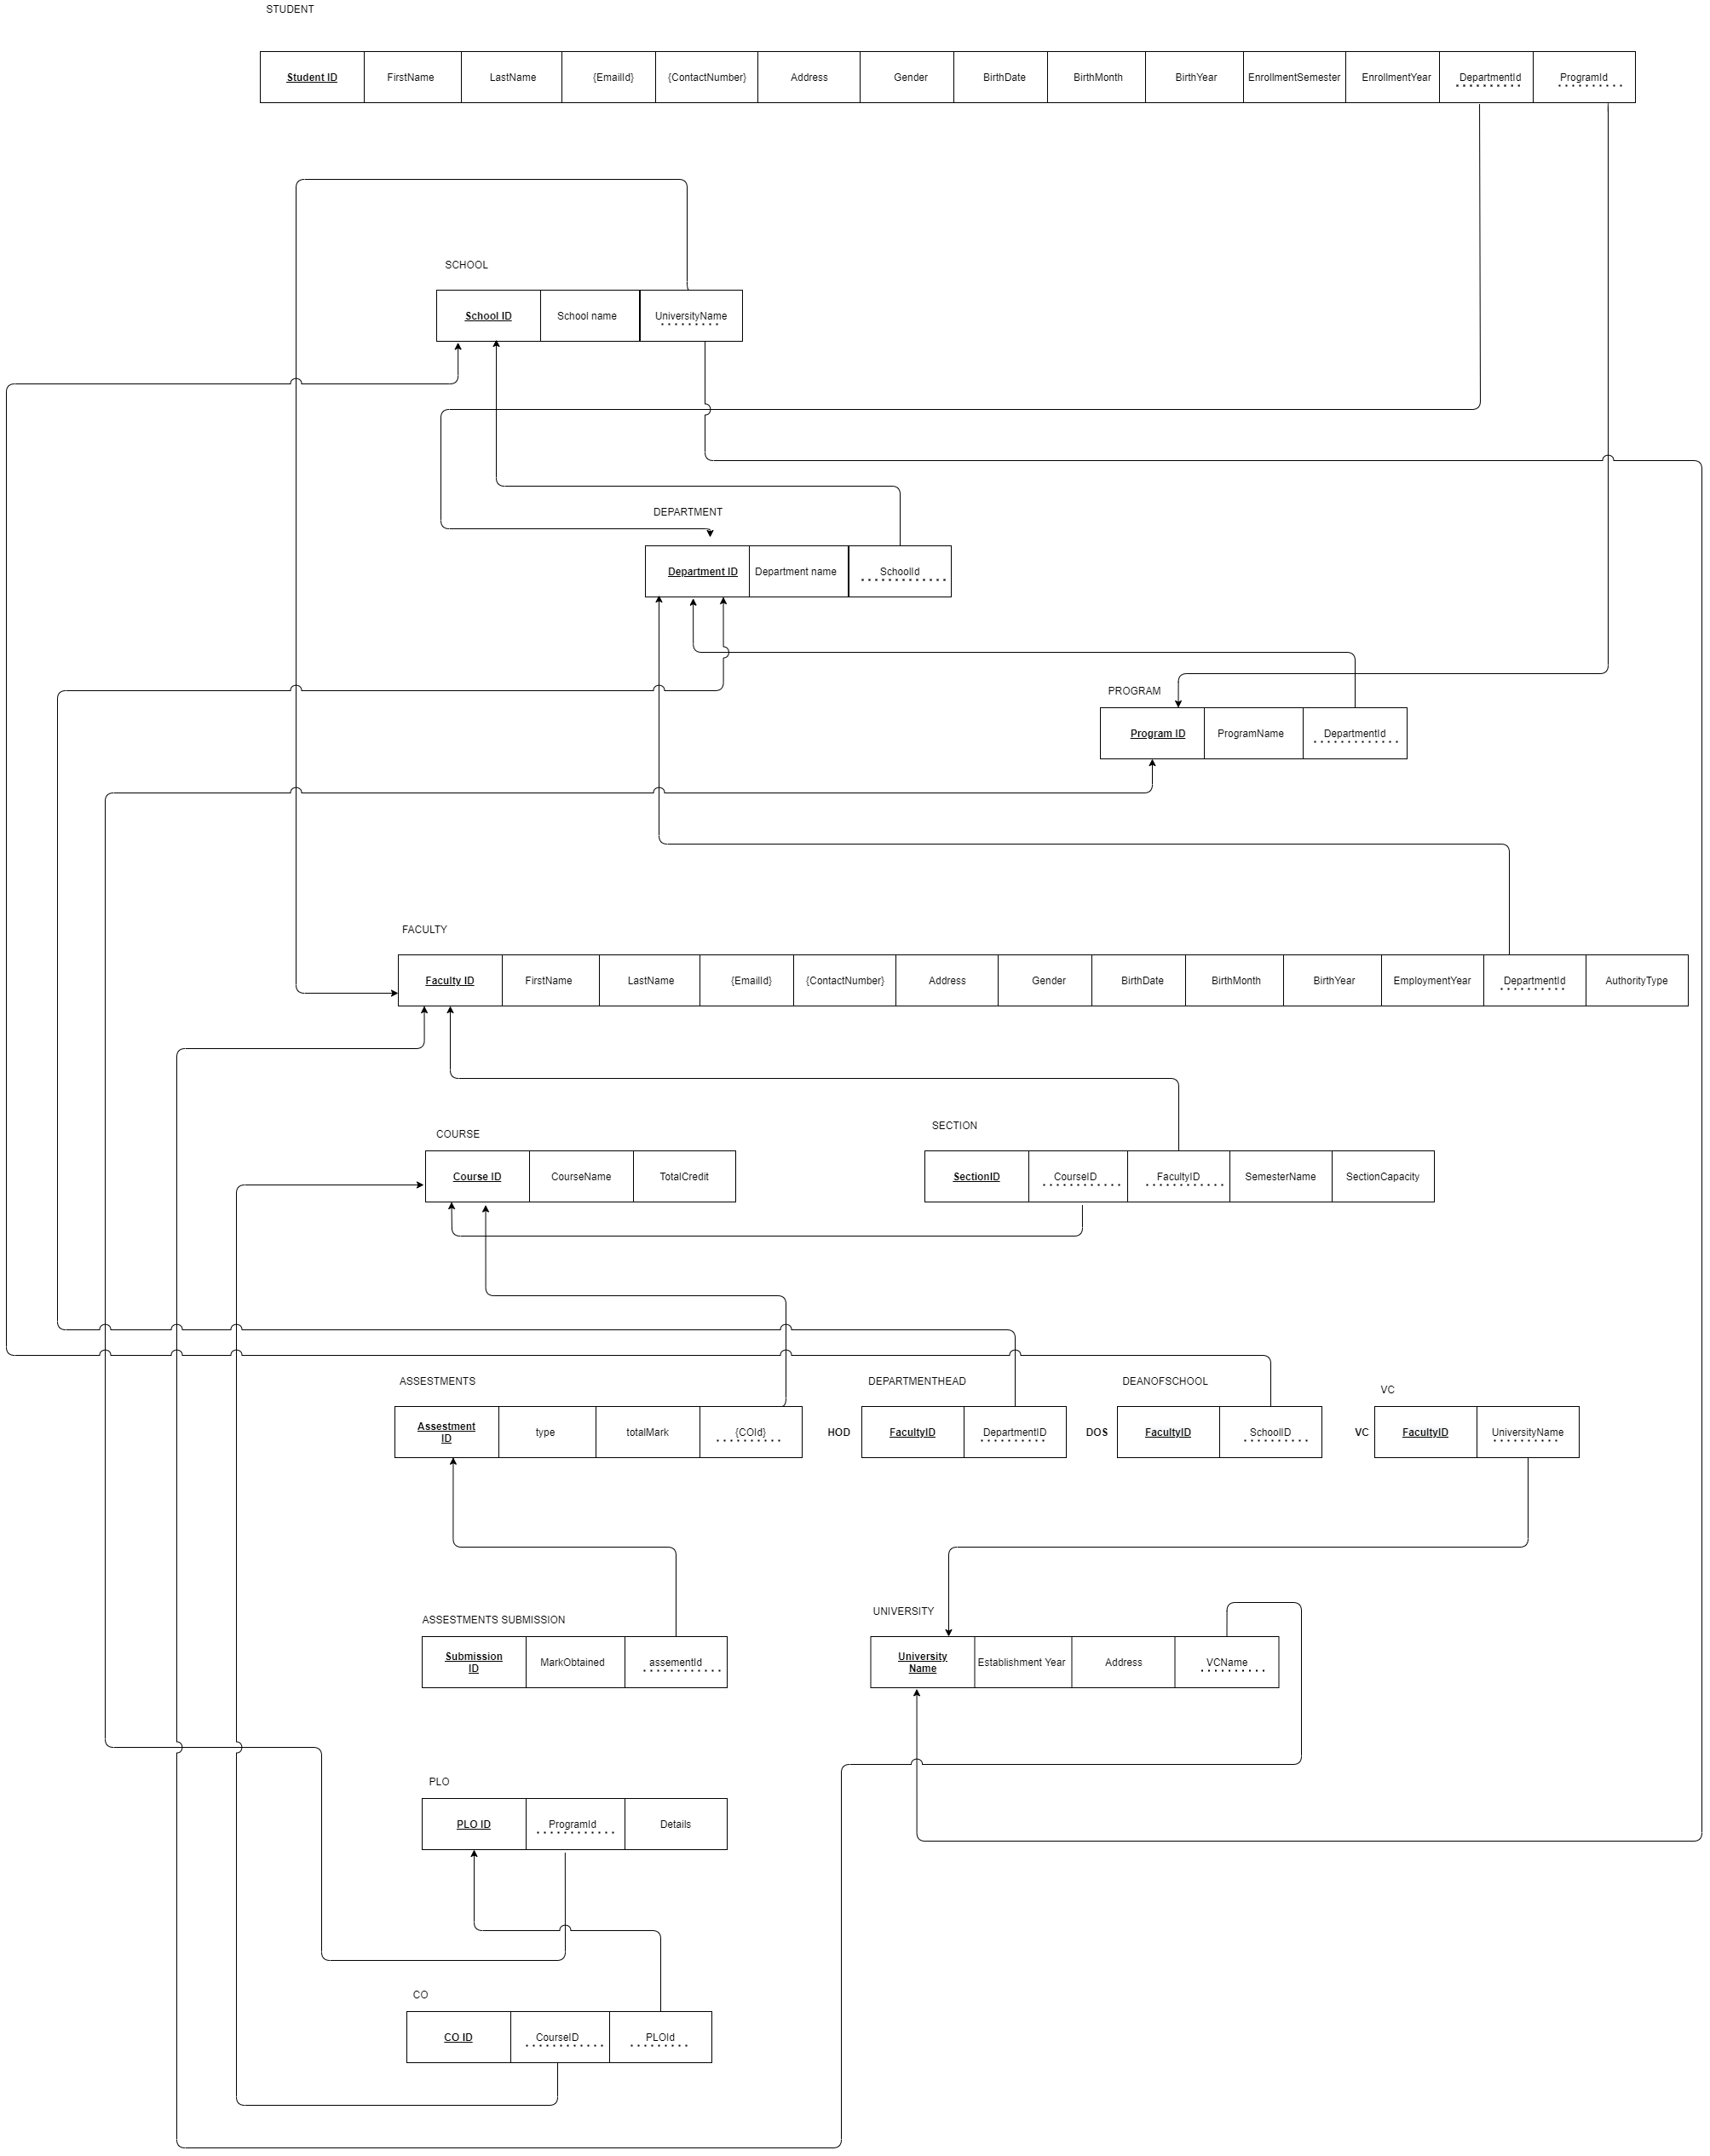 STUDENT
Student ID FirstName LastName {EmailId} {ContactNumber} Address Gender BirthDate BirthMonth BirthYear EnrollmentSemester EnrollmentYear DepartmentId ProgramId
SCHOOL
School ID School name UniversityName
DEPARTMENT
Department ID Department name SchoolId
PROGRAM
Program ID ProgramName DepartmentId
FACULTY
Faculty ID FirstName LastName {EmailId} {ContactNumber} Address Gender BirthDate BirthMonth BirthYear EmploymentYear DepartmentId AuthorityType
COURSE
Course ID CourseName TotalCredit
SECTION
SectionID CourseID FacultyID SemesterName SectionCapacity
ASSESTMENTS
Assestment
ID
type totalMark {COId}
DEPARTMENTHEAD
HOD FacultyID DepartmentID
DEANOFSCHOOL
DOS FacultyID SchoolID
VC
VC FacultyID UniversityName
ASSESTMENTS SUBMISSION
Submission
ID
MarkObtained assementId
UNIVERSITY
University
Name
Establishment Year Address VCName
PLO
PLO ID ProgramId Details
CO
CO ID CourseID PLOId